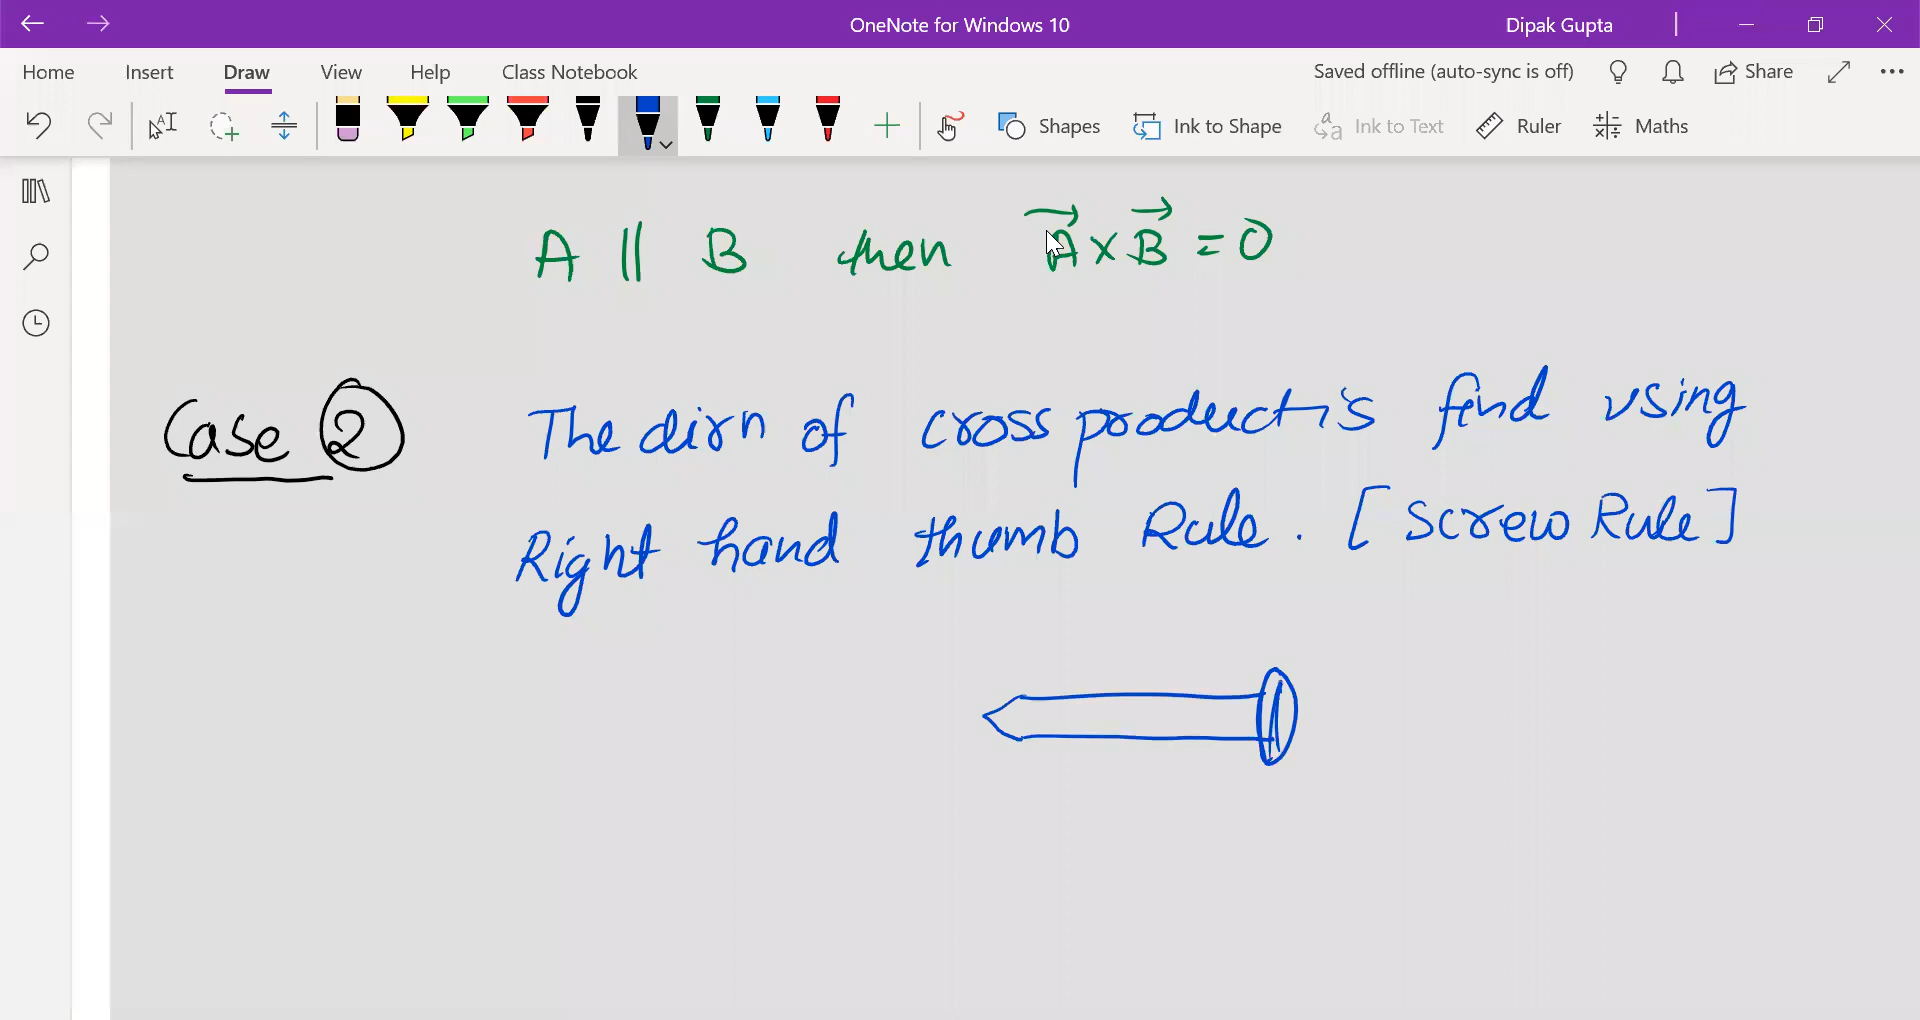 OneNote for Windows 10
Dipak Gupta
Home Insert Draw View Help Class Notebook
Saved offline (auto-sync is off) Share
Shapes Ink to Shape Ink to Text Ruler Maths
A || B then A⃗ × B⃗ = 0
Case 2 The dirn of cross product is find using
Right hand thumb Rule. [Screw Rule]